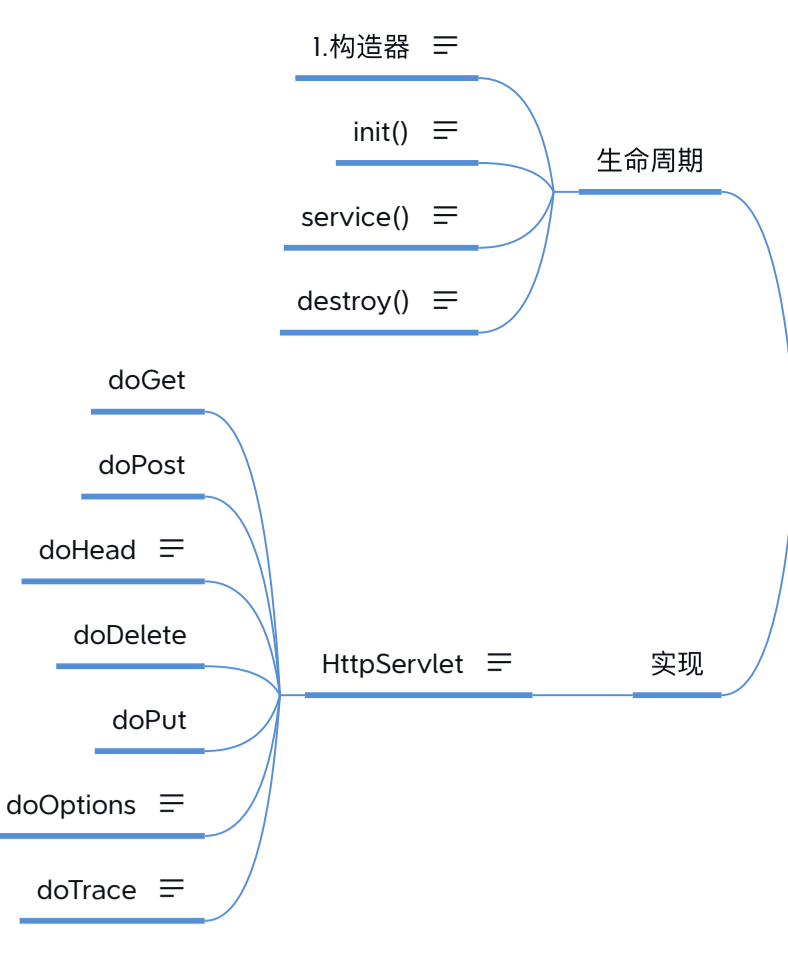 1.构造器
init()
生命周期
service()
destroy()
doGet
doPost
doHead
doDelete
HttpServlet
实现
doPut
doOptions
doTrace